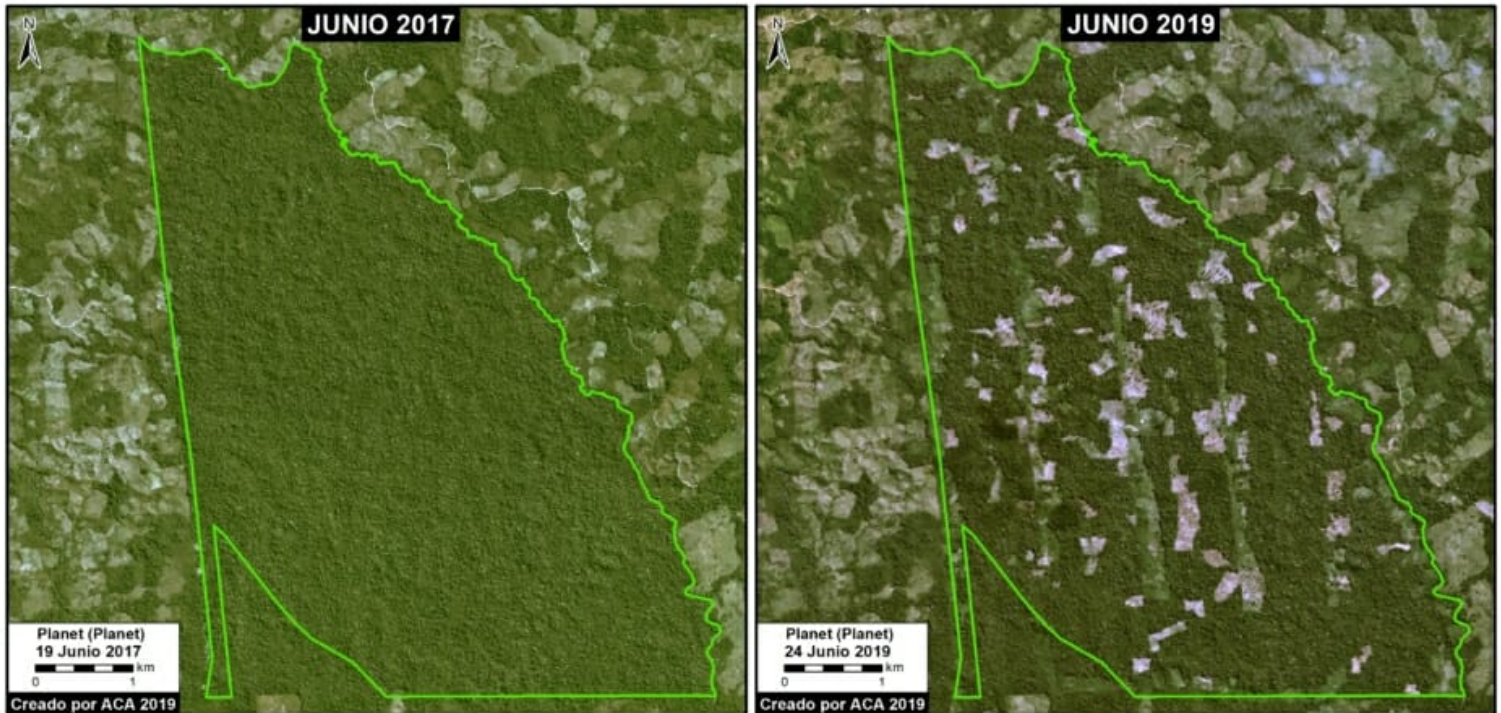 JUNIO 2017
N
Planet (Planet)
19 Junio 2017
km
0 1
Creado por ACA 2019
JUNIO 2019
N
Planet (Planet)
24 Junio 2019
km
0 1
Creado por ACA 2019